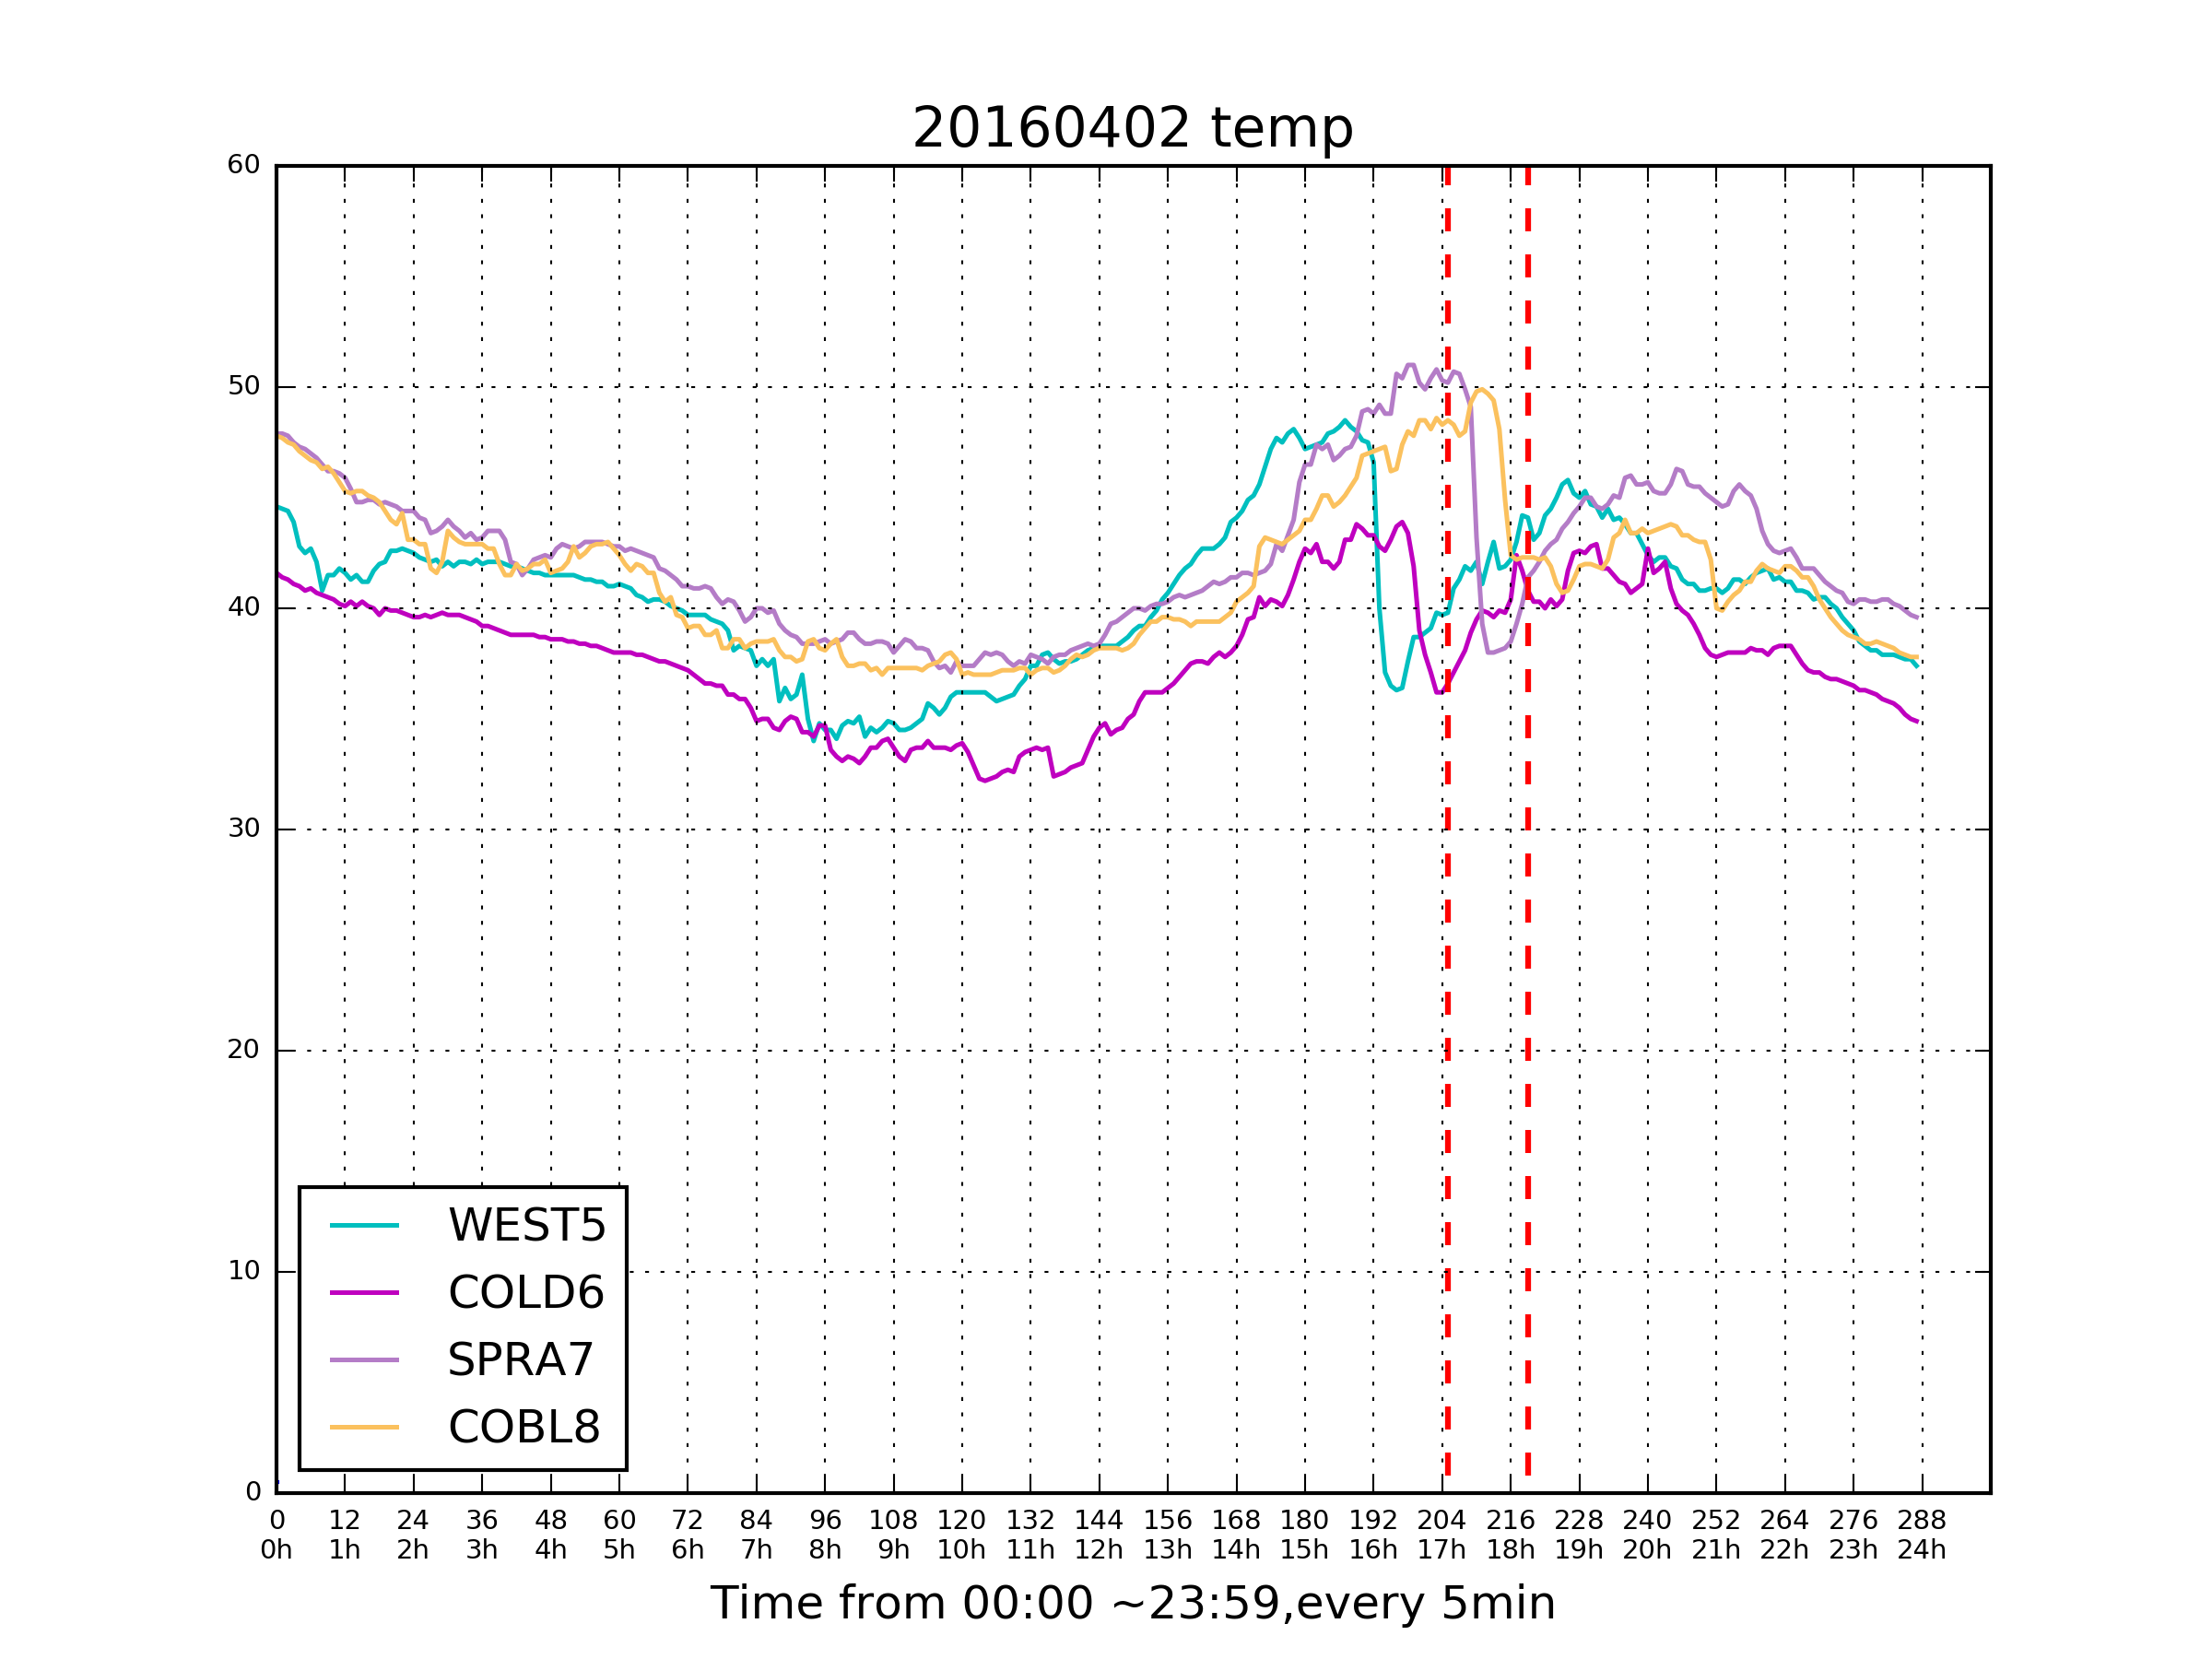 20160402 temp
60
50
40
30
20
10
0
WEST5
COLD6
SPRA7
COBL8
0 12 24 36 48 60 72 84 96 108 120 132 144 156 168 180 192 204 216 228 240 252 264 276 288
0h 1h 2h 3h 4h 5h 6h 7h 8h 9h 10h 11h 12h 13h 14h 15h 16h 17h 18h 19h 20h 21h 22h 23h 24h
Time from 00:00 ~23:59,every 5min